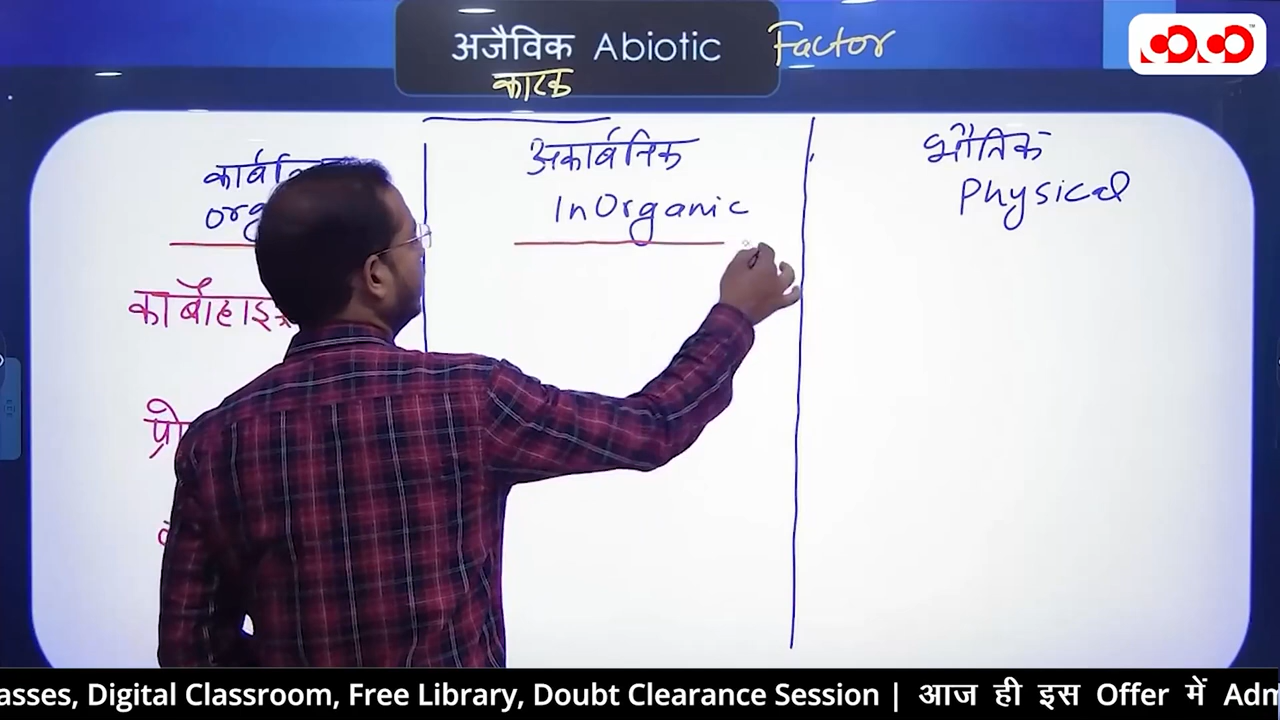 अजैविक Abiotic Factor
कारक
अकार्बनिक
InOrganic
भौतिक
Physical
asses, Digital Classroom, Free Library, Doubt Clearance Session | आज ही इस Offer में Adm